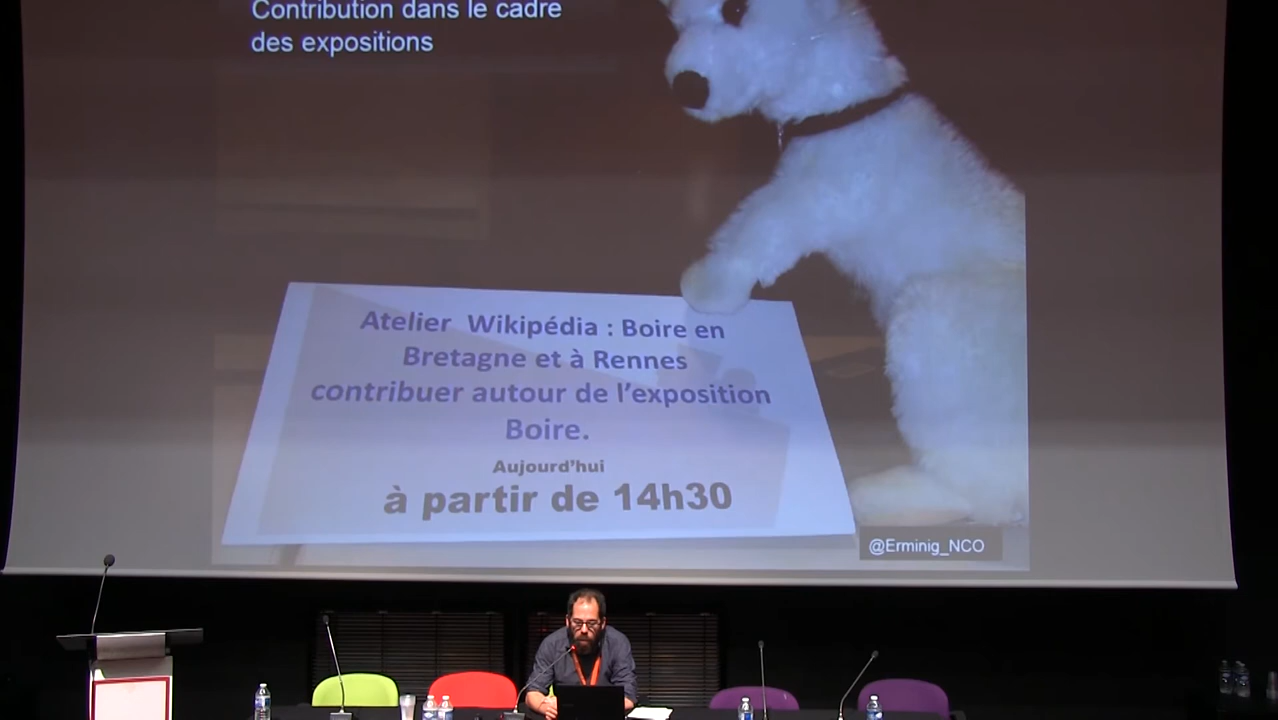 Contribution dans le cadre
des expositions
Atelier Wikipédia : Boire en
Bretagne et à Rennes
contribuer autour de l'exposition
Boire.
Aujourd'hui
à partir de 14h30
@Erminig_NCO